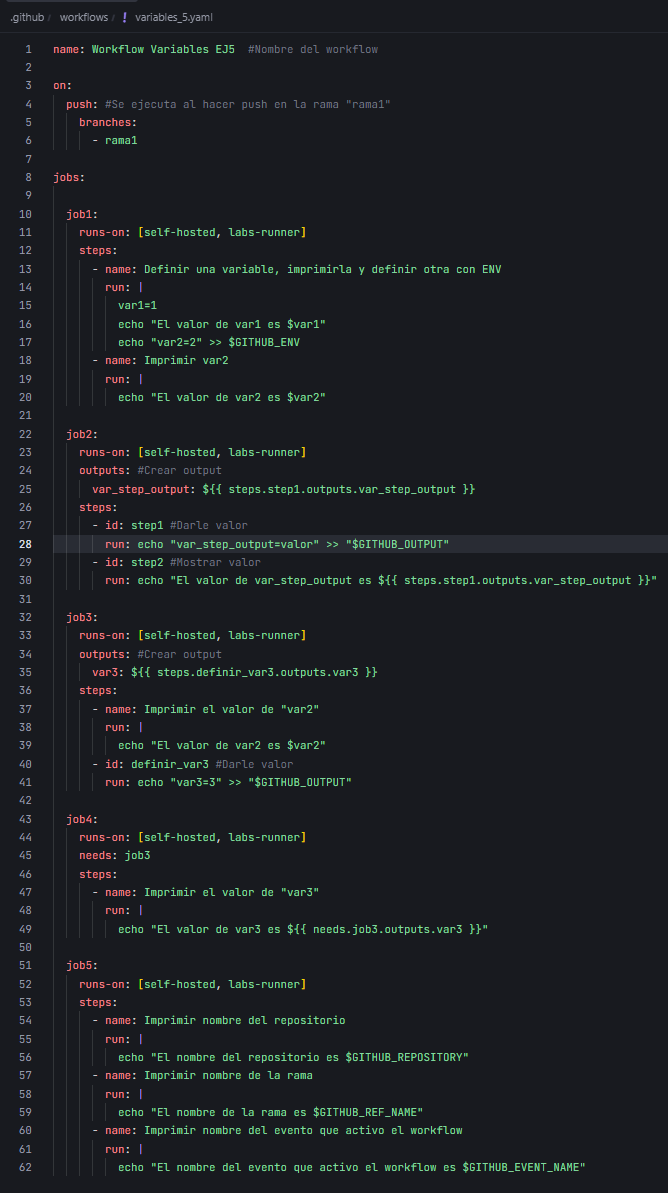 .github / workflows / ! variables_5.yaml
1 name: Workflow Variables EJ5  #Nombre del workflow
2
3 on:
4   push: #Se ejecuta al hacer push en la rama "rama1"
5     branches:
6       - rama1
7
8 jobs:
9
10   job1:
11     runs-on: [self-hosted, labs-runner]
12     steps:
13       - name: Definir una variable, imprimirla y definir otra con ENV
14         run: |
15           var1=1
16           echo "El valor de var1 es $var1"
17           echo "var2=2" >> $GITHUB_ENV
18       - name: Imprimir var2
19         run: |
20           echo "El valor de var2 es $var2"
21
22   job2:
23     runs-on: [self-hosted, labs-runner]
24     outputs: #Crear output
25       var_step_output: ${{ steps.step1.outputs.var_step_output }}
26     steps:
27       - id: step1 #Darle valor
28         run: echo "var_step_output=valor" >> "$GITHUB_OUTPUT"
29       - id: step2 #Mostrar valor
30         run: echo "El valor de var_step_output es ${{ steps.step1.outputs.var_step_output }}"
31
32   job3:
33     runs-on: [self-hosted, labs-runner]
34     outputs: #Crear output
35       var3: ${{ steps.definir_var3.outputs.var3 }}
36     steps:
37       - name: Imprimir el valor de "var2"
38         run: |
39           echo "El valor de var2 es $var2"
40       - id: definir_var3 #Darle valor
41         run: echo "var3=3" >> "$GITHUB_OUTPUT"
42
43   job4:
44     runs-on: [self-hosted, labs-runner]
45     needs: job3
46     steps:
47       - name: Imprimir el valor de "var3"
48         run: |
49           echo "El valor de var3 es ${{ needs.job3.outputs.var3 }}"
50
51   job5:
52     runs-on: [self-hosted, labs-runner]
53     steps:
54       - name: Imprimir nombre del repositorio
55         run: |
56           echo "El nombre del repositorio es $GITHUB_REPOSITORY"
57       - name: Imprimir nombre de la rama
58         run: |
59           echo "El nombre de la rama es $GITHUB_REF_NAME"
60       - name: Imprimir nombre del evento que activo el workflow
61         run: |
62           echo "El nombre del evento que activo el workflow es $GITHUB_EVENT_NAME"